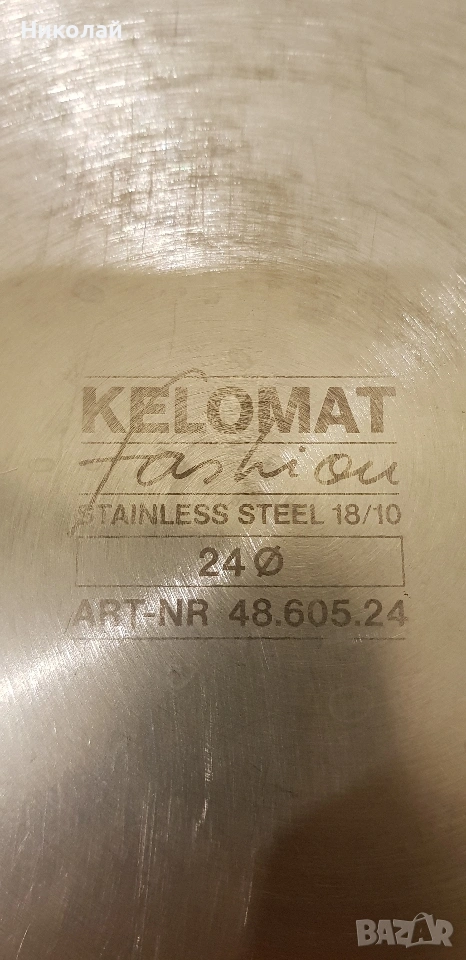 Николай
KELOMAT
fashion
STAINLESS STEEL 18/10
24 Ø
ART-NR 48.605.24
BAZAR